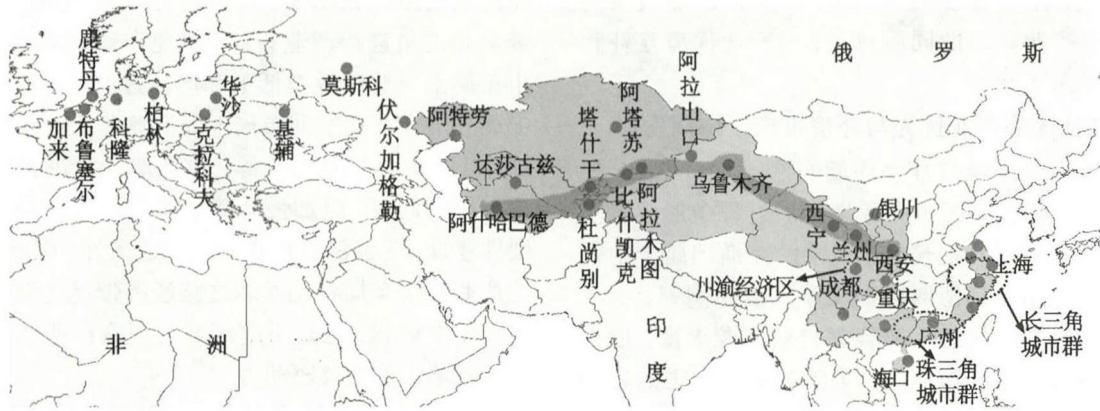 鹿特丹
加来
布鲁塞尔
科隆
柏林
华沙
克拉科夫
基辅
莫斯科
伏尔加格勒
阿特劳
达莎古兹
阿什哈巴德
塔什干
杜尚别
阿塔苏
比什凯克
阿拉木图
阿拉山口
乌鲁木齐
俄罗斯
西宁
兰州
银川
西安
川渝经济区
成都
重庆
上海
长三角
城市群
广州
珠三角
城市群
海口
印度
非洲